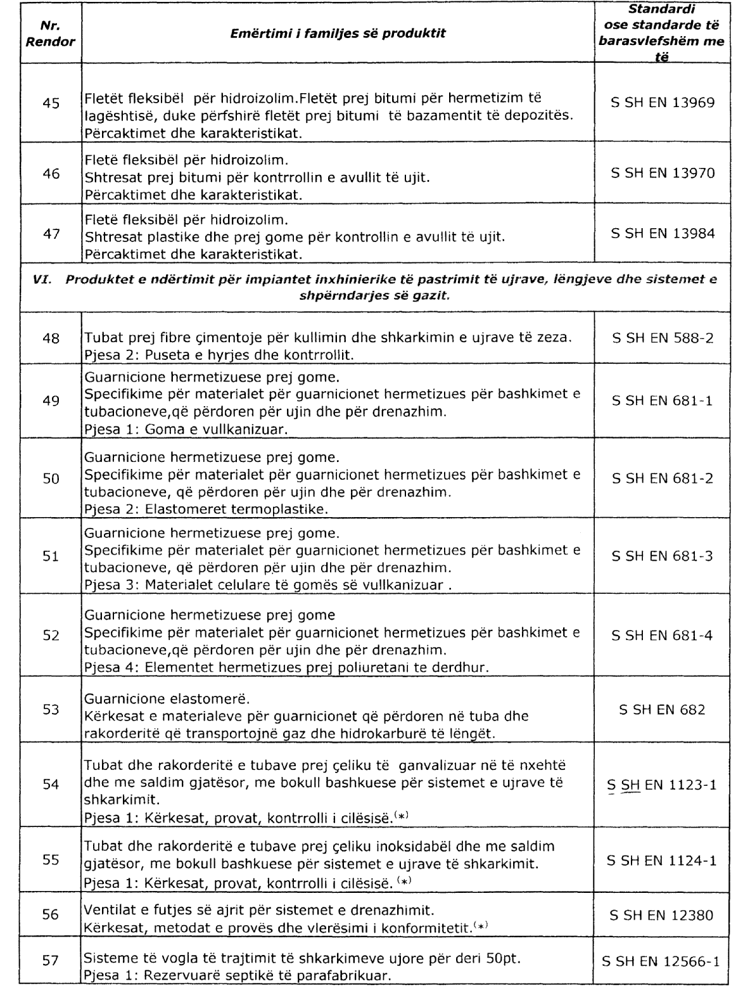 Nr.
Rendor
Emërtimi i familjes së produktit
Standardi
ose standarde të
barasvlefshëm me
të
45
Fletët fleksibël për hidroizolim.Fletët prej bitumi për hermetizim të
lagështisë, duke përfshirë fletët prej bitumi të bazamentit të depozitës.
Përcaktimet dhe karakteristikat.
S SH EN 13969
46
Fletë fleksibël për hidroizolim.
Shtresat prej bitumi për kontrrollin e avullit të ujit.
Përcaktimet dhe karakteristikat.
S SH EN 13970
47
Fletë fleksibël për hidroizolim.
Shtresat plastike dhe prej gome për kontrollin e avullit të ujit.
Përcaktimet dhe karakteristikat.
S SH EN 13984
VI. Produktet e ndërtimit për impiantet inxhinierike të pastrimit të ujrave, lëngjeve dhe sistemet e
shpërndarjes së gazit.
48
Tubat prej fibre çimentoje për kullimin dhe shkarkimin e ujrave të zeza.
Pjesa 2: Puseta e hyrjes dhe kontrrollit.
S SH EN 588-2
49
Guarnicione hermetizuese prej gome.
Specifikime për materialet për guarnicionet hermetizues për bashkimet e
tubacioneve,që përdoren për ujin dhe për drenazhim.
Pjesa 1: Goma e vullkanizuar.
S SH EN 681-1
50
Guarnicione hermetizuese prej gome.
Specifikime për materialet për guarnicionet hermetizues për bashkimet e
tubacioneve, që përdoren për ujin dhe për drenazhim.
Pjesa 2: Elastomeret termoplastike.
S SH EN 681-2
51
Guarnicione hermetizuese prej gome.
Specifikime për materialet për guarnicionet hermetizues për bashkimet e
tubacioneve, që përdoren për ujin dhe për drenazhim.
Pjesa 3: Materialet celulare të gomës së vullkanizuar .
S SH EN 681-3
52
Guarnicione hermetizuese prej gome
Specifikime për materialet për guarnicionet hermetizues për bashkimet e
tubacioneve,që përdoren për ujin dhe për drenazhim.
Pjesa 4: Elementet hermetizues prej poliuretani te derdhur.
S SH EN 681-4
53
Guarnicione elastomerë.
Kërkesat e materialeve për guarnicionet që përdoren në tuba dhe
rakorderitë që transportojnë gaz dhe hidrokarburë të lëngët.
S SH EN 682
54
Tubat dhe rakorderitë e tubave prej çeliku të ganvalizuar në të nxehtë
dhe me saldim gjatësor, me bokull bashkuese për sistemet e ujrave të
shkarkimit.
Pjesa 1: Kërkesat, provat, kontrrolli i cilësisë.(*)
S SH EN 1123-1
55
Tubat dhe rakorderitë e tubave prej çeliku inoksidabël dhe me saldim
gjatësor, me bokull bashkuese për sistemet e ujrave të shkarkimit.
Pjesa 1: Kërkesat, provat, kontrrolli i cilësisë. (*)
S SH EN 1124-1
56
Ventilat e futjes së ajrit për sistemet e drenazhimit.
Kërkesat, metodat e provës dhe vlerësimi i konformitetit.(*)
S SH EN 12380
57
Sisteme të vogla të trajtimit të shkarkimeve ujore për deri 50pt.
Pjesa 1: Rezervuarë septikë të parafabrikuar.
S SH EN 12566-1